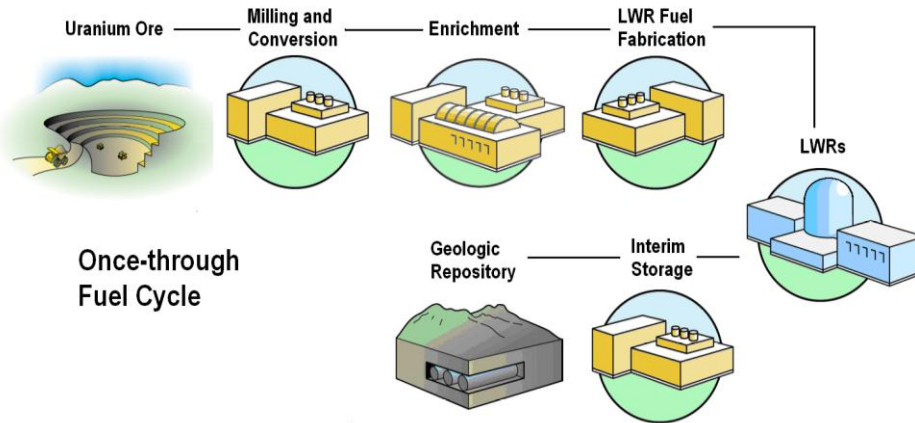 Uranium Ore
Milling and
Conversion
Enrichment
LWR Fuel
Fabrication
LWRs
Geologic
Repository
Interim
Storage
Once-through
Fuel Cycle